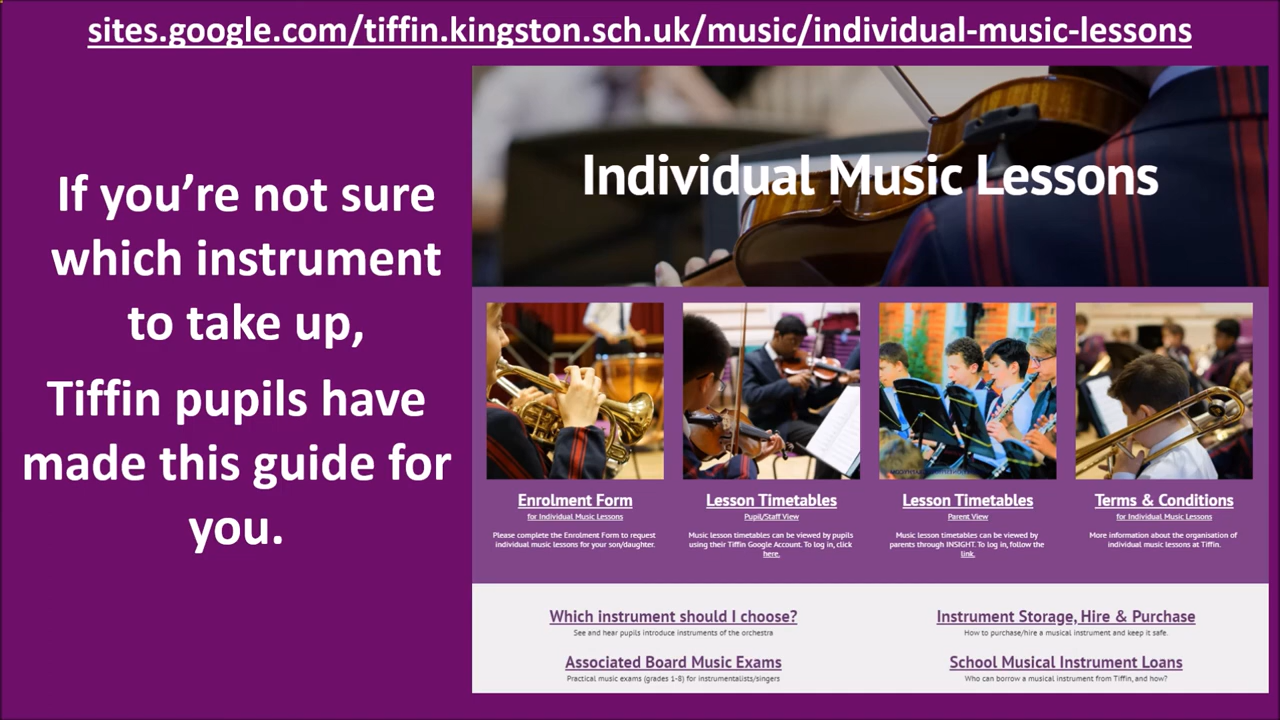 sites.google.com/tiffin.kingston.sch.uk/music/individual-music-lessons
If you’re not sure
which instrument
to take up,
Tiffin pupils have
made this guide for
you.
Individual Music Lessons
Enrolment Form
for Individual Music Lessons
Please complete the Enrolment Form to request
individual music lessons for your son/daughter.
Lesson Timetables
Pupil/Staff View
Music lesson timetables can be viewed by pupils
using their Tiffin Google Account. To log in, click
here.
Lesson Timetables
Parent View
Music lesson timetables can be viewed by
parents through INSIGHT. To log in, follow the
link.
Terms & Conditions
for Individual Music Lessons
More information about the organisation of
individual music lessons at Tiffin.
Which instrument should I choose?
See and hear pupils introduce instruments of the orchestra
Instrument Storage, Hire & Purchase
How to purchase/hire a musical instrument and keep it safe.
Associated Board Music Exams
Practical music exams (grades 1-8) for instrumentalists/singers
School Musical Instrument Loans
Who can borrow a musical instrument from Tiffin, and how?